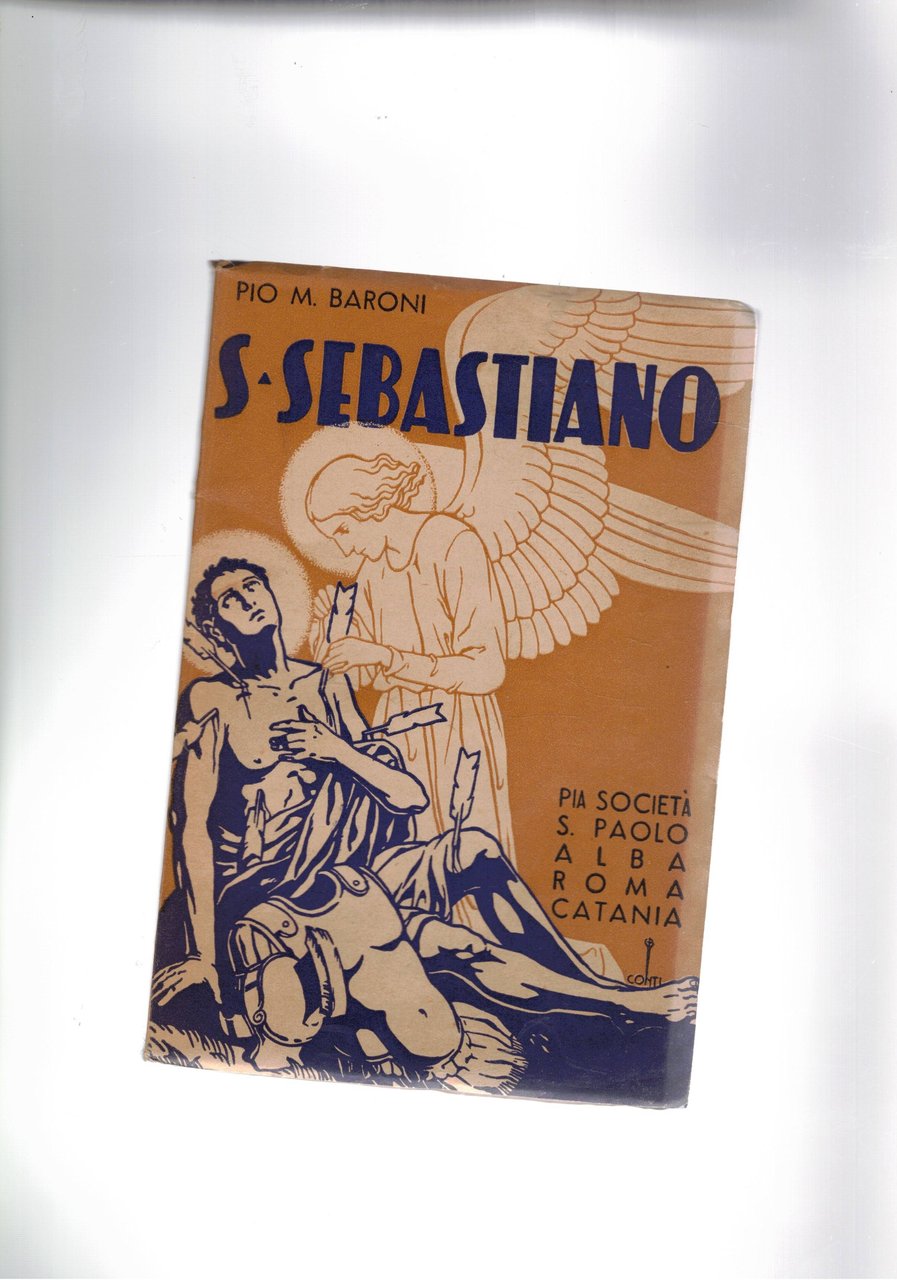 PIO M. BARONI
S·SEBASTIANO
PIA SOCIETÀ
S. PAOLO
ALBA
ROMA
CATANIA
CONTI